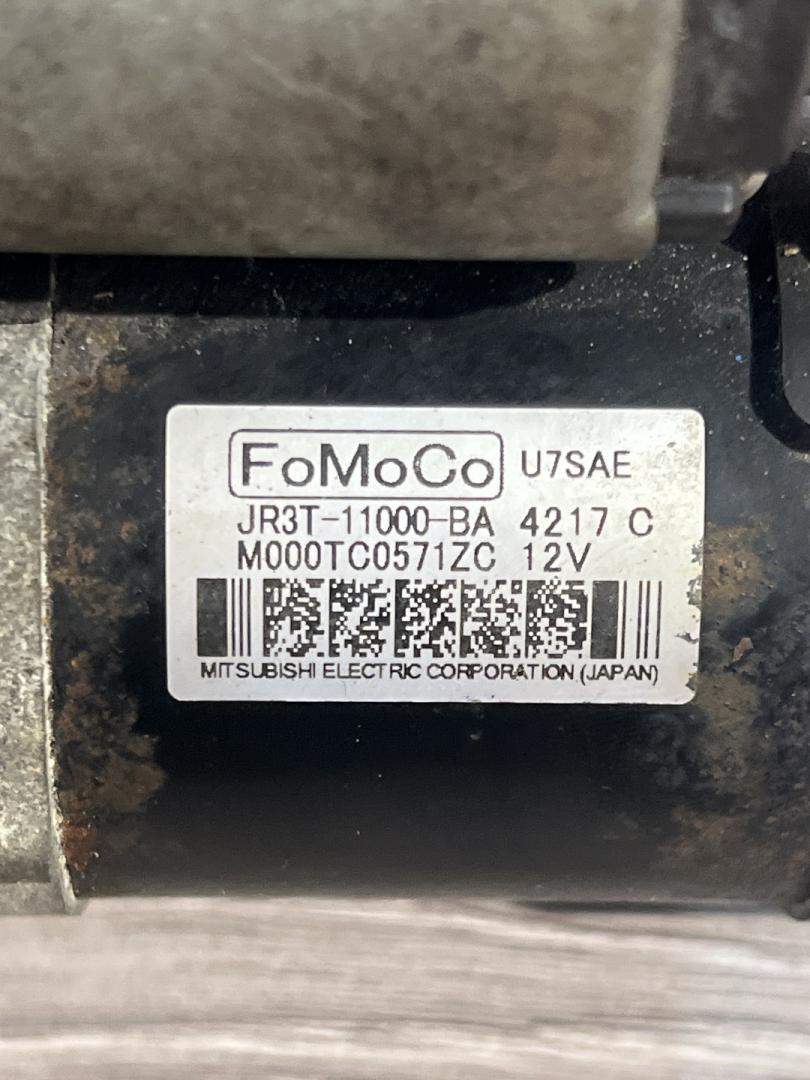 FoMoCo U7SAE
JR3T-11000-BA 4217 C
M000TC0571ZC 12V
MITSUBISHI ELECTRIC CORPORATION (JAPAN)